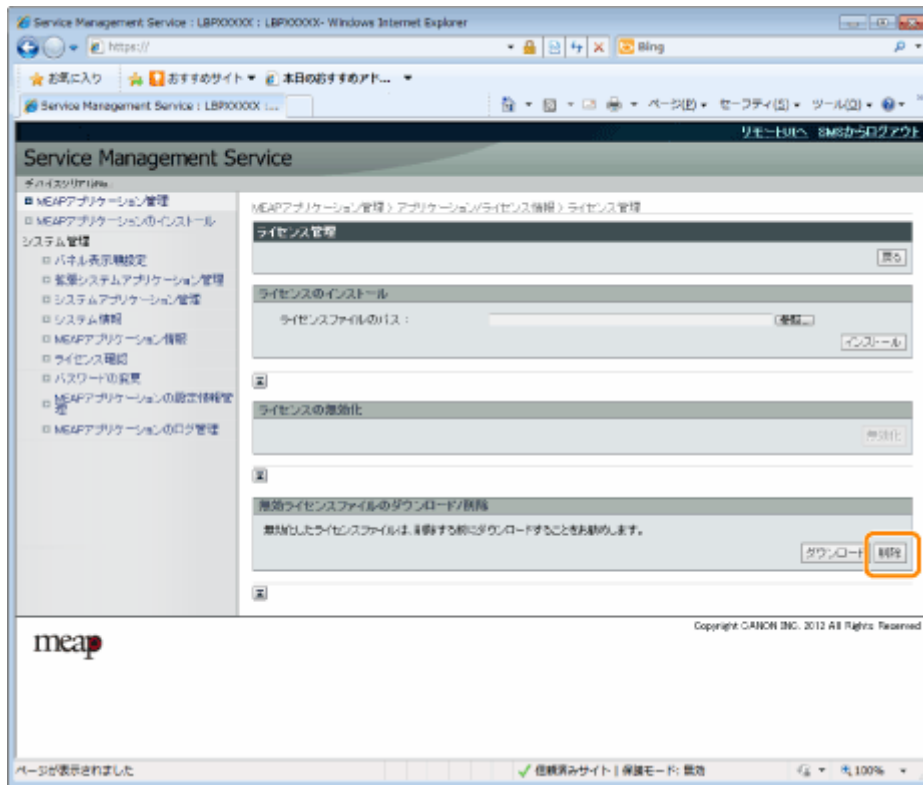 Service Management Service : LBPXXXXX : LBPXXXXX- Windows Internet Explorer
https://
Bing
お気に入り おすすめサイト 本日のおすすめアド...
Service Management Service : LBPXXXXX :...
ページ(P) セーフティ(S) ツール(O)
リモートUIへ SMSからログアウト
Service Management Service
デバイスシリアルNo.:
MEAPアプリケーション管理
MEAPアプリケーションのインストール
システム管理
パネル表示機設定
拡張システムアプリケーション管理
システムアプリケーション管理
システム情報
MEAPアプリケーション情報
ライセンス確認
パスワードの変更
MEAPアプリケーションの設定情報管理
MEAPアプリケーションのログ管理
MEAPアプリケーション管理 > アプリケーション/ライセンス情報 > ライセンス管理
ライセンス管理
戻る
ライセンスのインストール
ライセンスファイルのパス :
参照...
インストール
ライセンスの無効化
無効化
無効ライセンスファイルのダウンロード/削除
無効化したライセンスファイルは、削除する前にダウンロードすることをお勧めします。
ダウンロード 削除
Copyright CANON INC. 2012 All Rights Reserved
meap
ページが表示されました
信頼済みサイト | 保護モード: 無効
100%